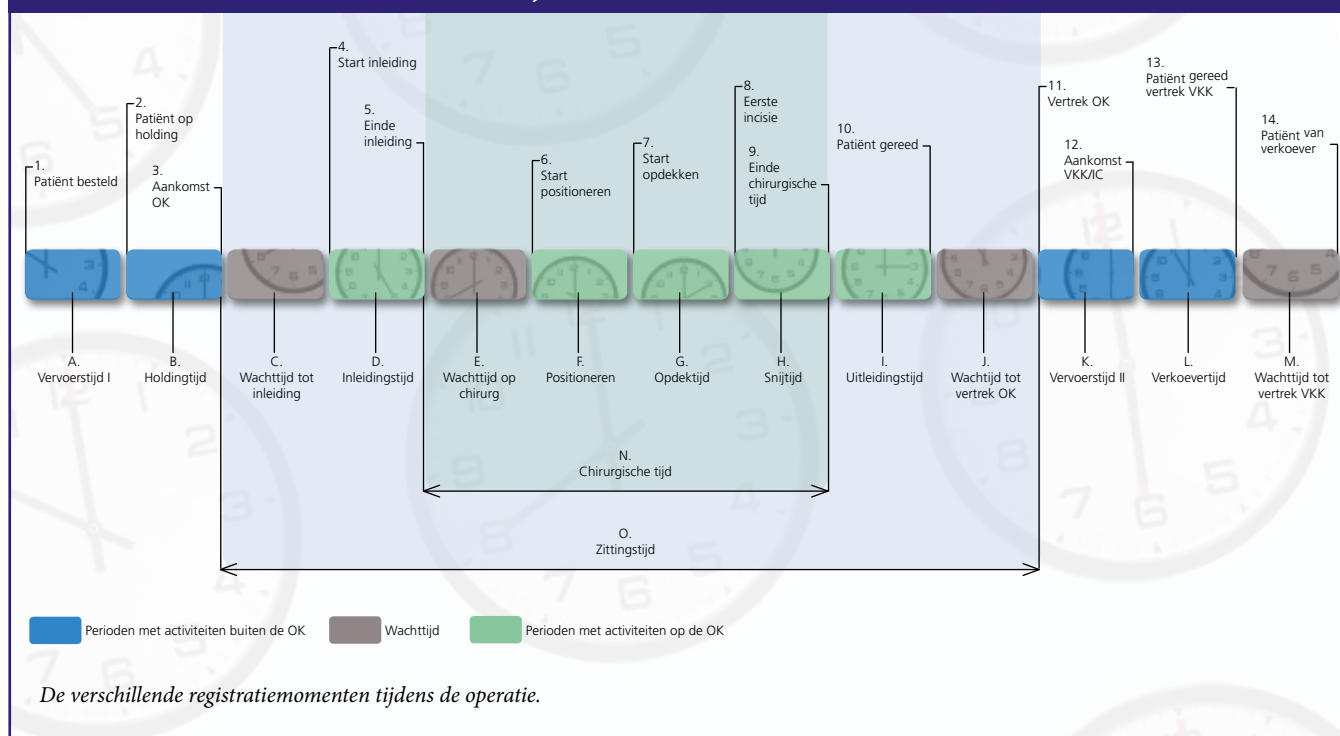 4.
Start inleiding
13.
Patiënt gereed
vertrek VKK
8.
Eerste
incisie
11.
Vertrek OK
2.
Patiënt op
holding
5.
Einde
inleiding
14.
Patiënt van
verkoever
10.
Patiënt gereed
7.
Start
opdekken
12.
Aankomst
VKK/IC
9.
Einde
chirurgische
tijd
6.
Start
positioneren
1.
Patiënt besteld
3.
Aankomst
OK
A.
Vervoerstijd I
B.
Holdingtijd
C.
Wachttijd tot
inleiding
D.
Inleidingstijd
E.
Wachttijd op
chirurg
F.
Positioneren
G.
Opdektijd
H.
Snijtijd
I.
Uitleidingstijd
J.
Wachttijd tot
vertrek OK
K.
Vervoerstijd II
L.
Verkoevertijd
M.
Wachttijd tot
vertrek VKK
N.
Chirurgische tijd
O.
Zittingstijd
Perioden met activiteiten buiten de OK
Wachttijd
Perioden met activiteiten op de OK
De verschillende registratiemomenten tijdens de operatie.